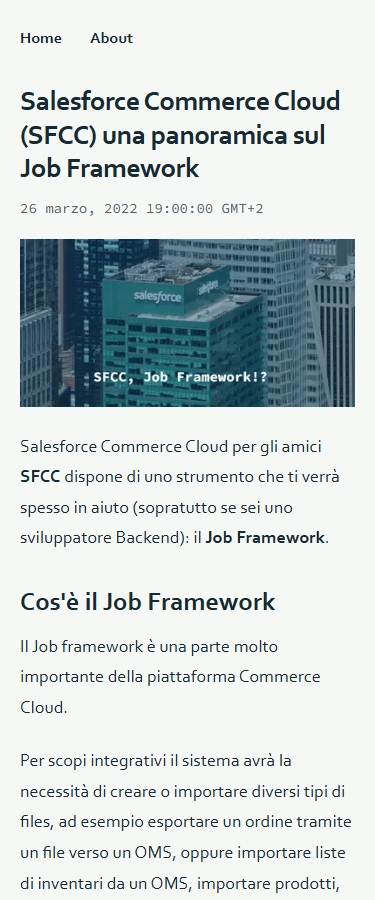 Home About
Salesforce Commerce Cloud
(SFCC) una panoramica sul
Job Framework
26 marzo, 2022 19:00:00 GMT+2
salesforce
salesforce
SFCC, Job Framework!?
Salesforce Commerce Cloud per gli amici
SFCC dispone di uno strumento che ti verrà
spesso in aiuto (sopratutto se sei uno
sviluppatore Backend): il Job Framework.
Cos'è il Job Framework
Il Job framework è una parte molto
importante della piattaforma Commerce
Cloud.
Per scopi integrativi il sistema avrà la
necessità di creare o importare diversi tipi di
files, ad esempio esportare un ordine tramite
un file verso un OMS, oppure importare liste
di inventari da un OMS, importare prodotti,